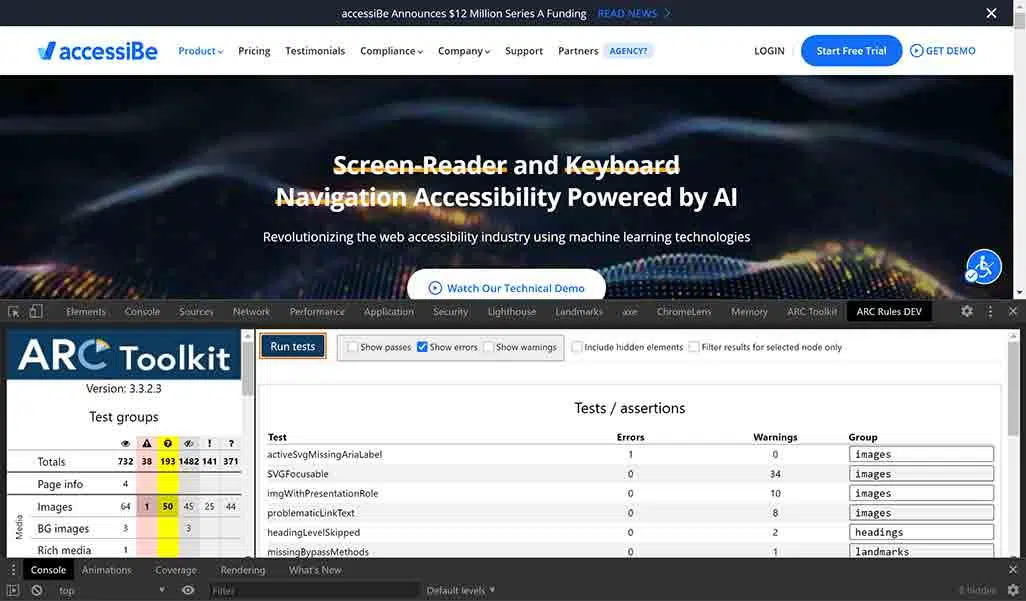 accessiBe Announces $12 Million Series A Funding READ NEWS
accessiBe Product Pricing Testimonials Compliance Company Support Partners AGENCY? LOGIN Start Free Trial GET DEMO
Screen-Reader and Keyboard
Navigation Accessibility Powered by AI
Revolutionizing the web accessibility industry using machine learning technologies
Watch Our Technical Demo
Elements Console Sources Network Performance Application Security Lighthouse Landmarks axe ChromeLens Memory ARC Toolkit ARC Rules DEV
ARC Toolkit
Version: 3.3.2.3
Test groups
! ?
Totals 732 38 193 1482 141 371
Page info 4
Media
Images 64 1 50 45 25 44
BG images 3 3
Rich media 1
Run tests Show passes Show errors Show warnings Include hidden elements Filter results for selected node only
Tests / assertions
Test Errors Warnings Group
activeSvgMissingAriaLabel 1 0 images
SVGFocusable 0 34 images
imgWithPresentationRole 0 10 images
problematicLinkText 0 8 images
headingLevelSkipped 0 2 headings
missingBypassMethods 0 1 landmarks
Console Animations Coverage Rendering What's New
top Filter Default levels hidden